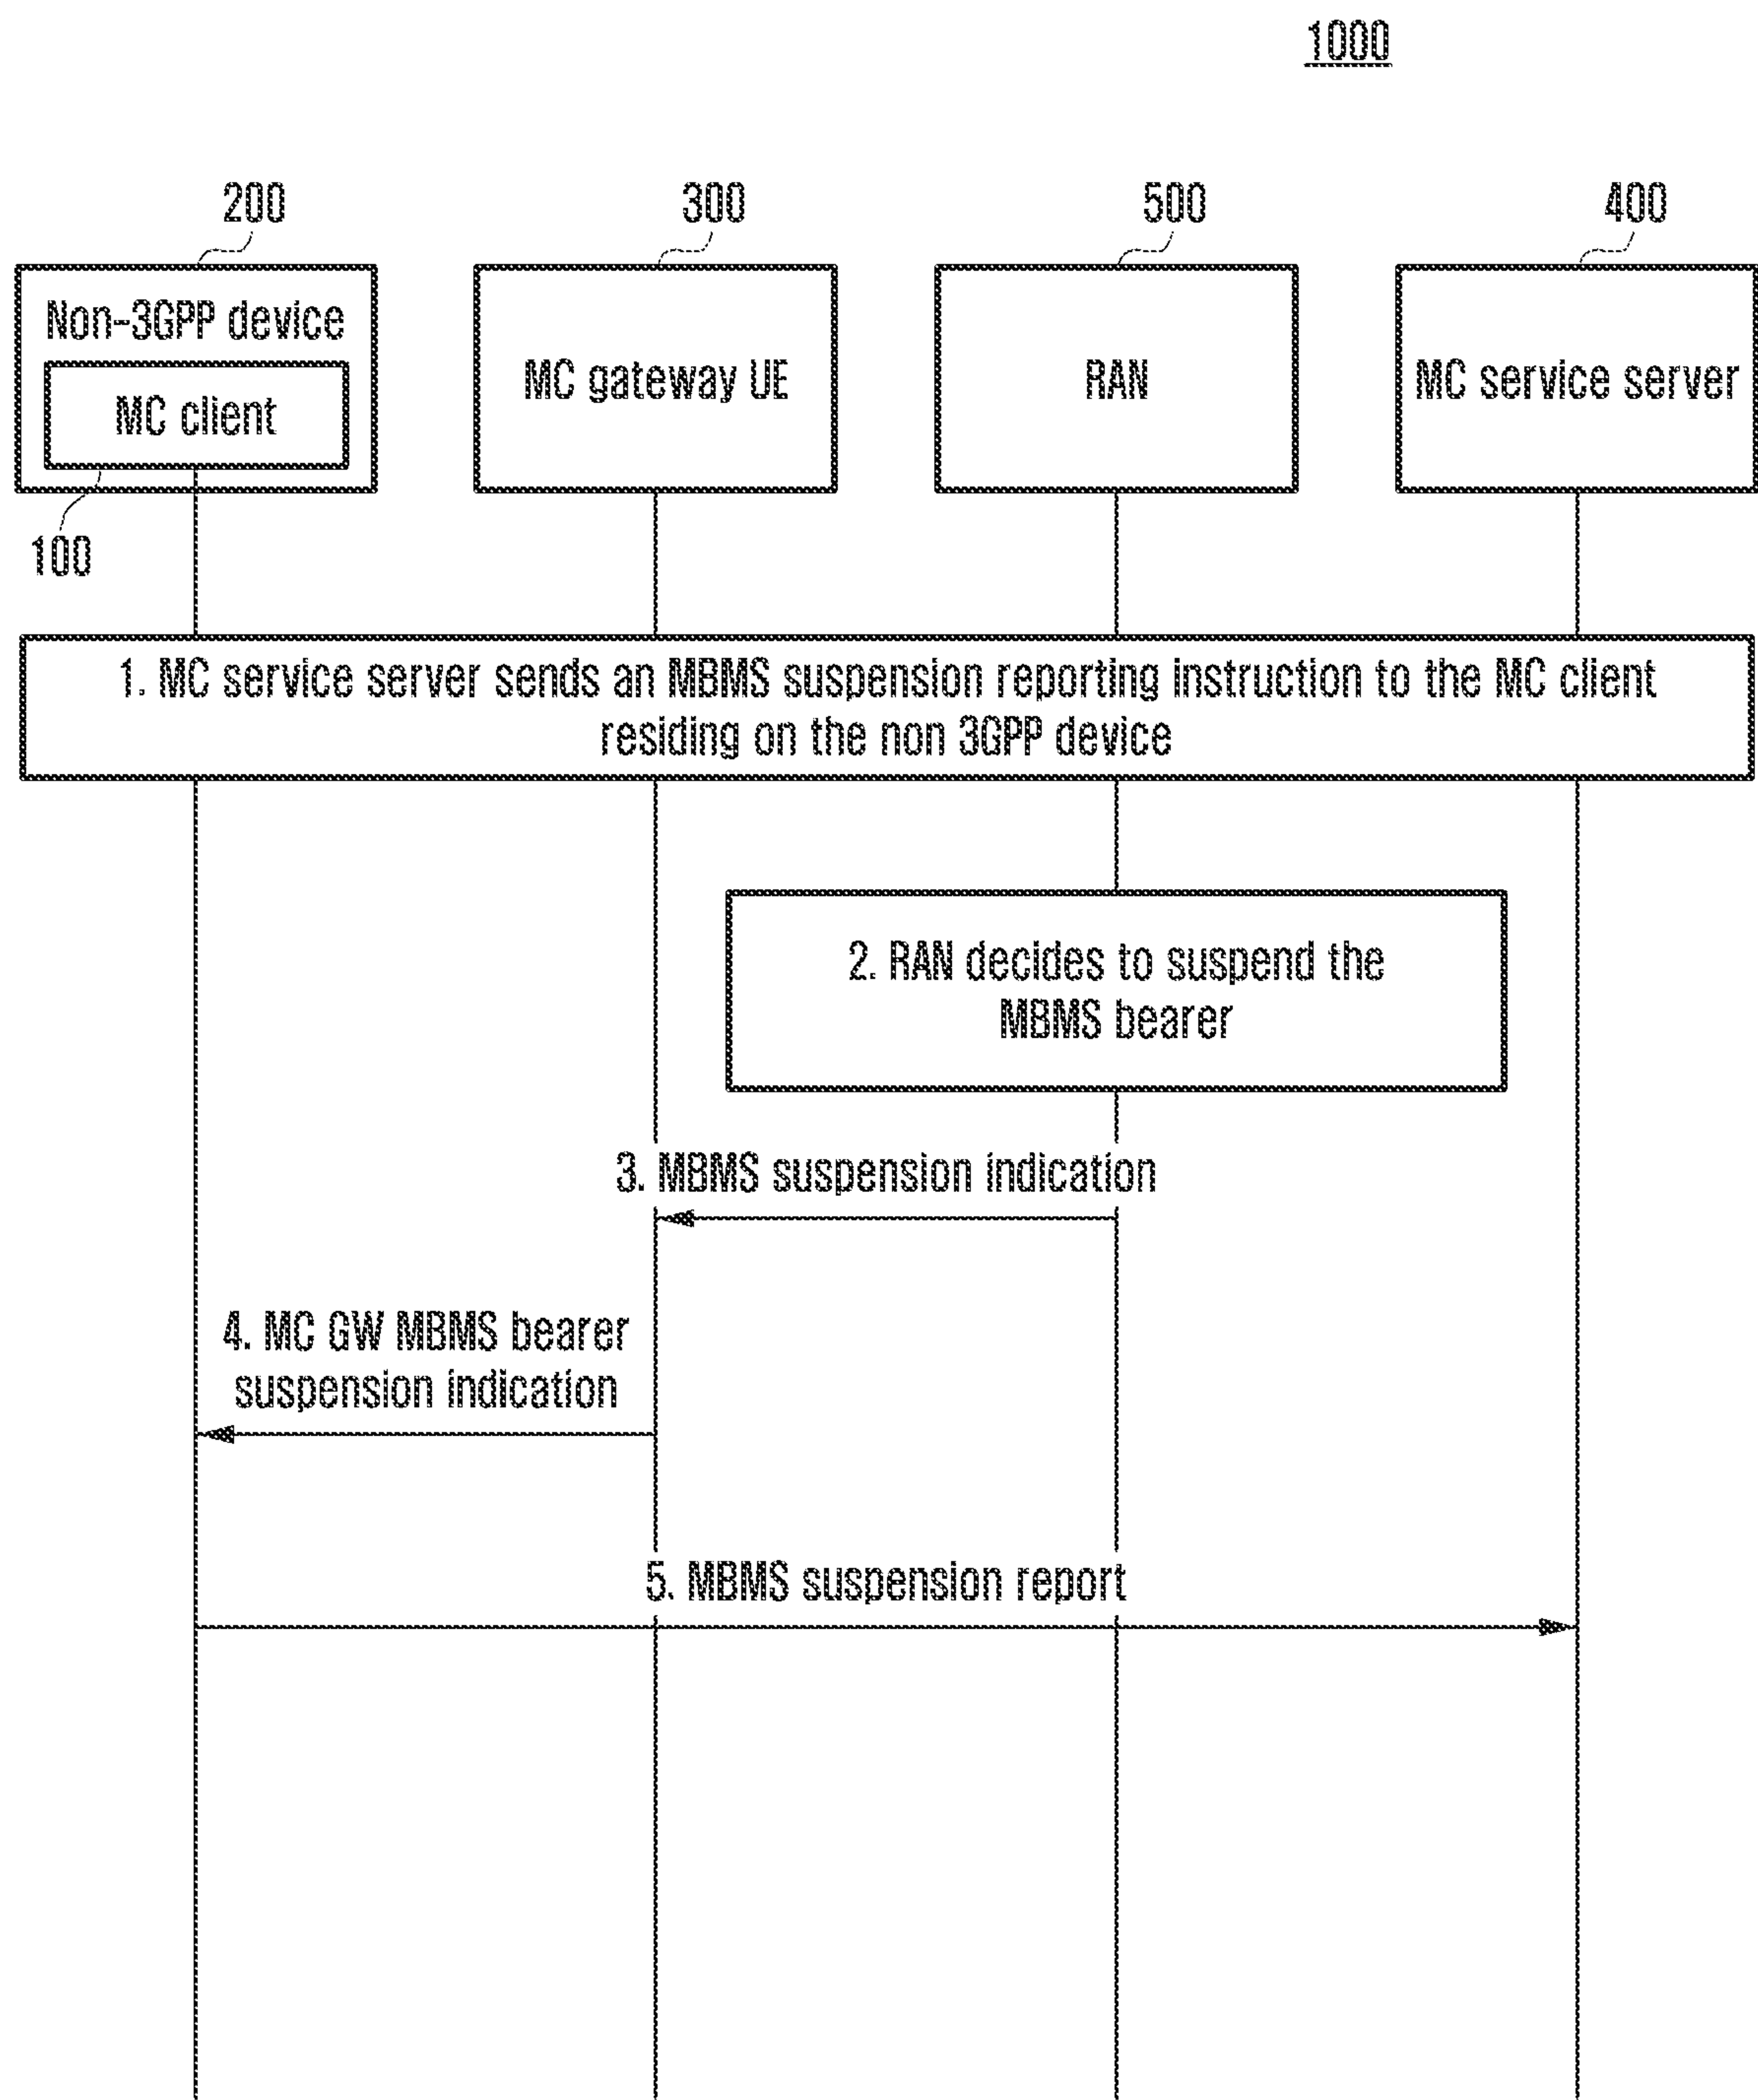 1000
200
300
500
400
Non-3GPP device
MC client
MC gateway UE
RAN
MC service server
100
1. MC service server sends an MBMS suspension reporting instruction to the MC client
residing on the non 3GPP device
2. RAN decides to suspend the
MBMS bearer
3. MBMS suspension indication
4. MC GW MBMS bearer
suspension indication
5. MBMS suspension report